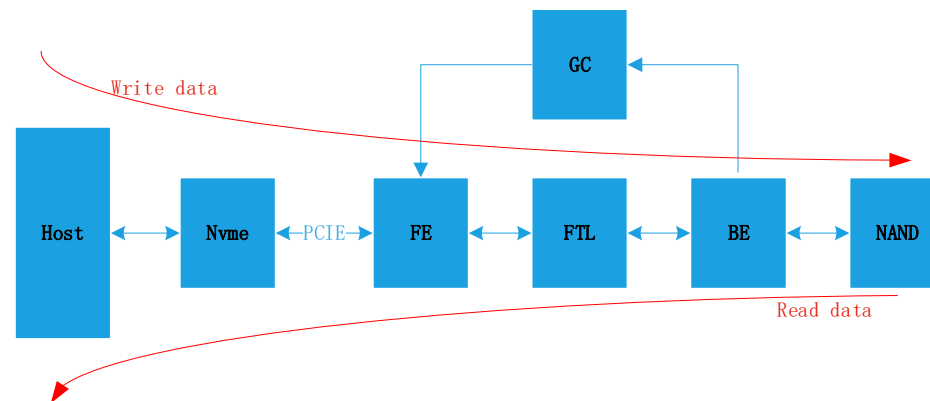 GC
Write data
Host
Nvme
PCIE
FE
FTL
BE
NAND
Read data